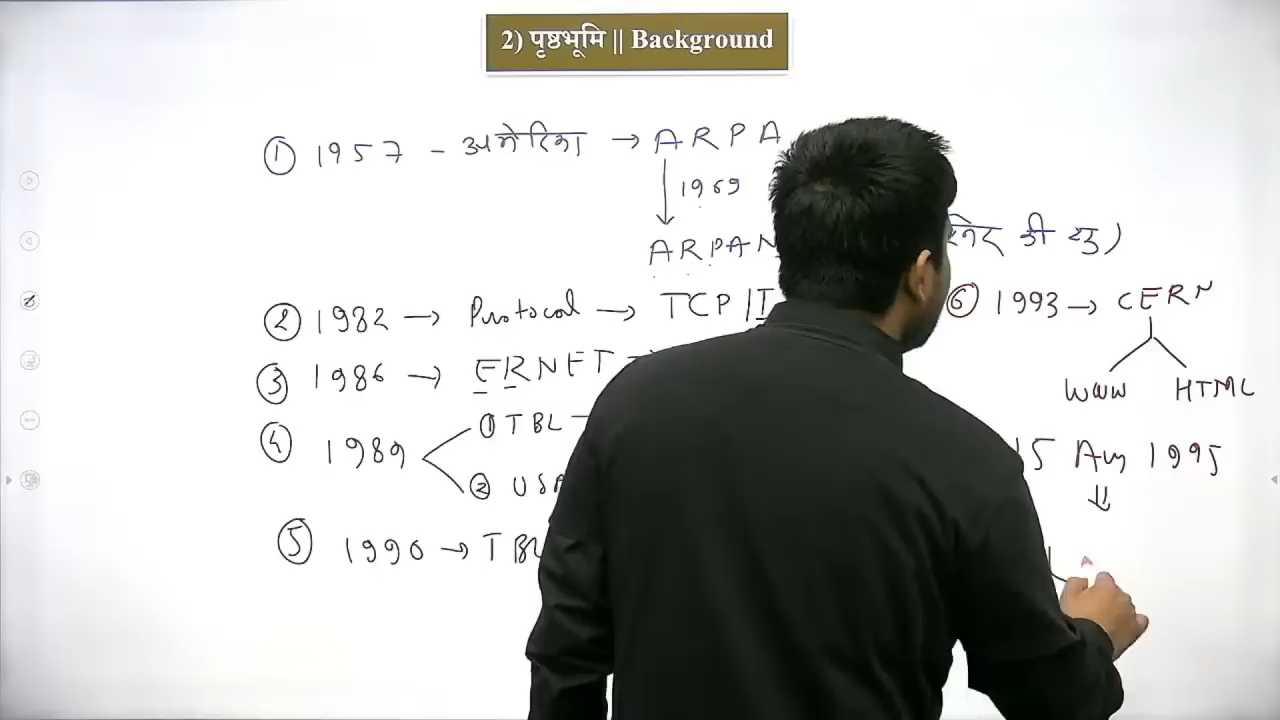 2) पृष्ठभूमि || Background
① 1957 - अमेरिका → ARPA
1969
ARPAN
की शु)
② 1982 → Protocal → TCP/I
③ 1986 → ERNET
④ 1989
① TBL
② USA
⑤ 1990 → TBL
⑥ 1993 → CERN
WWW HTML
15 Aug 1995